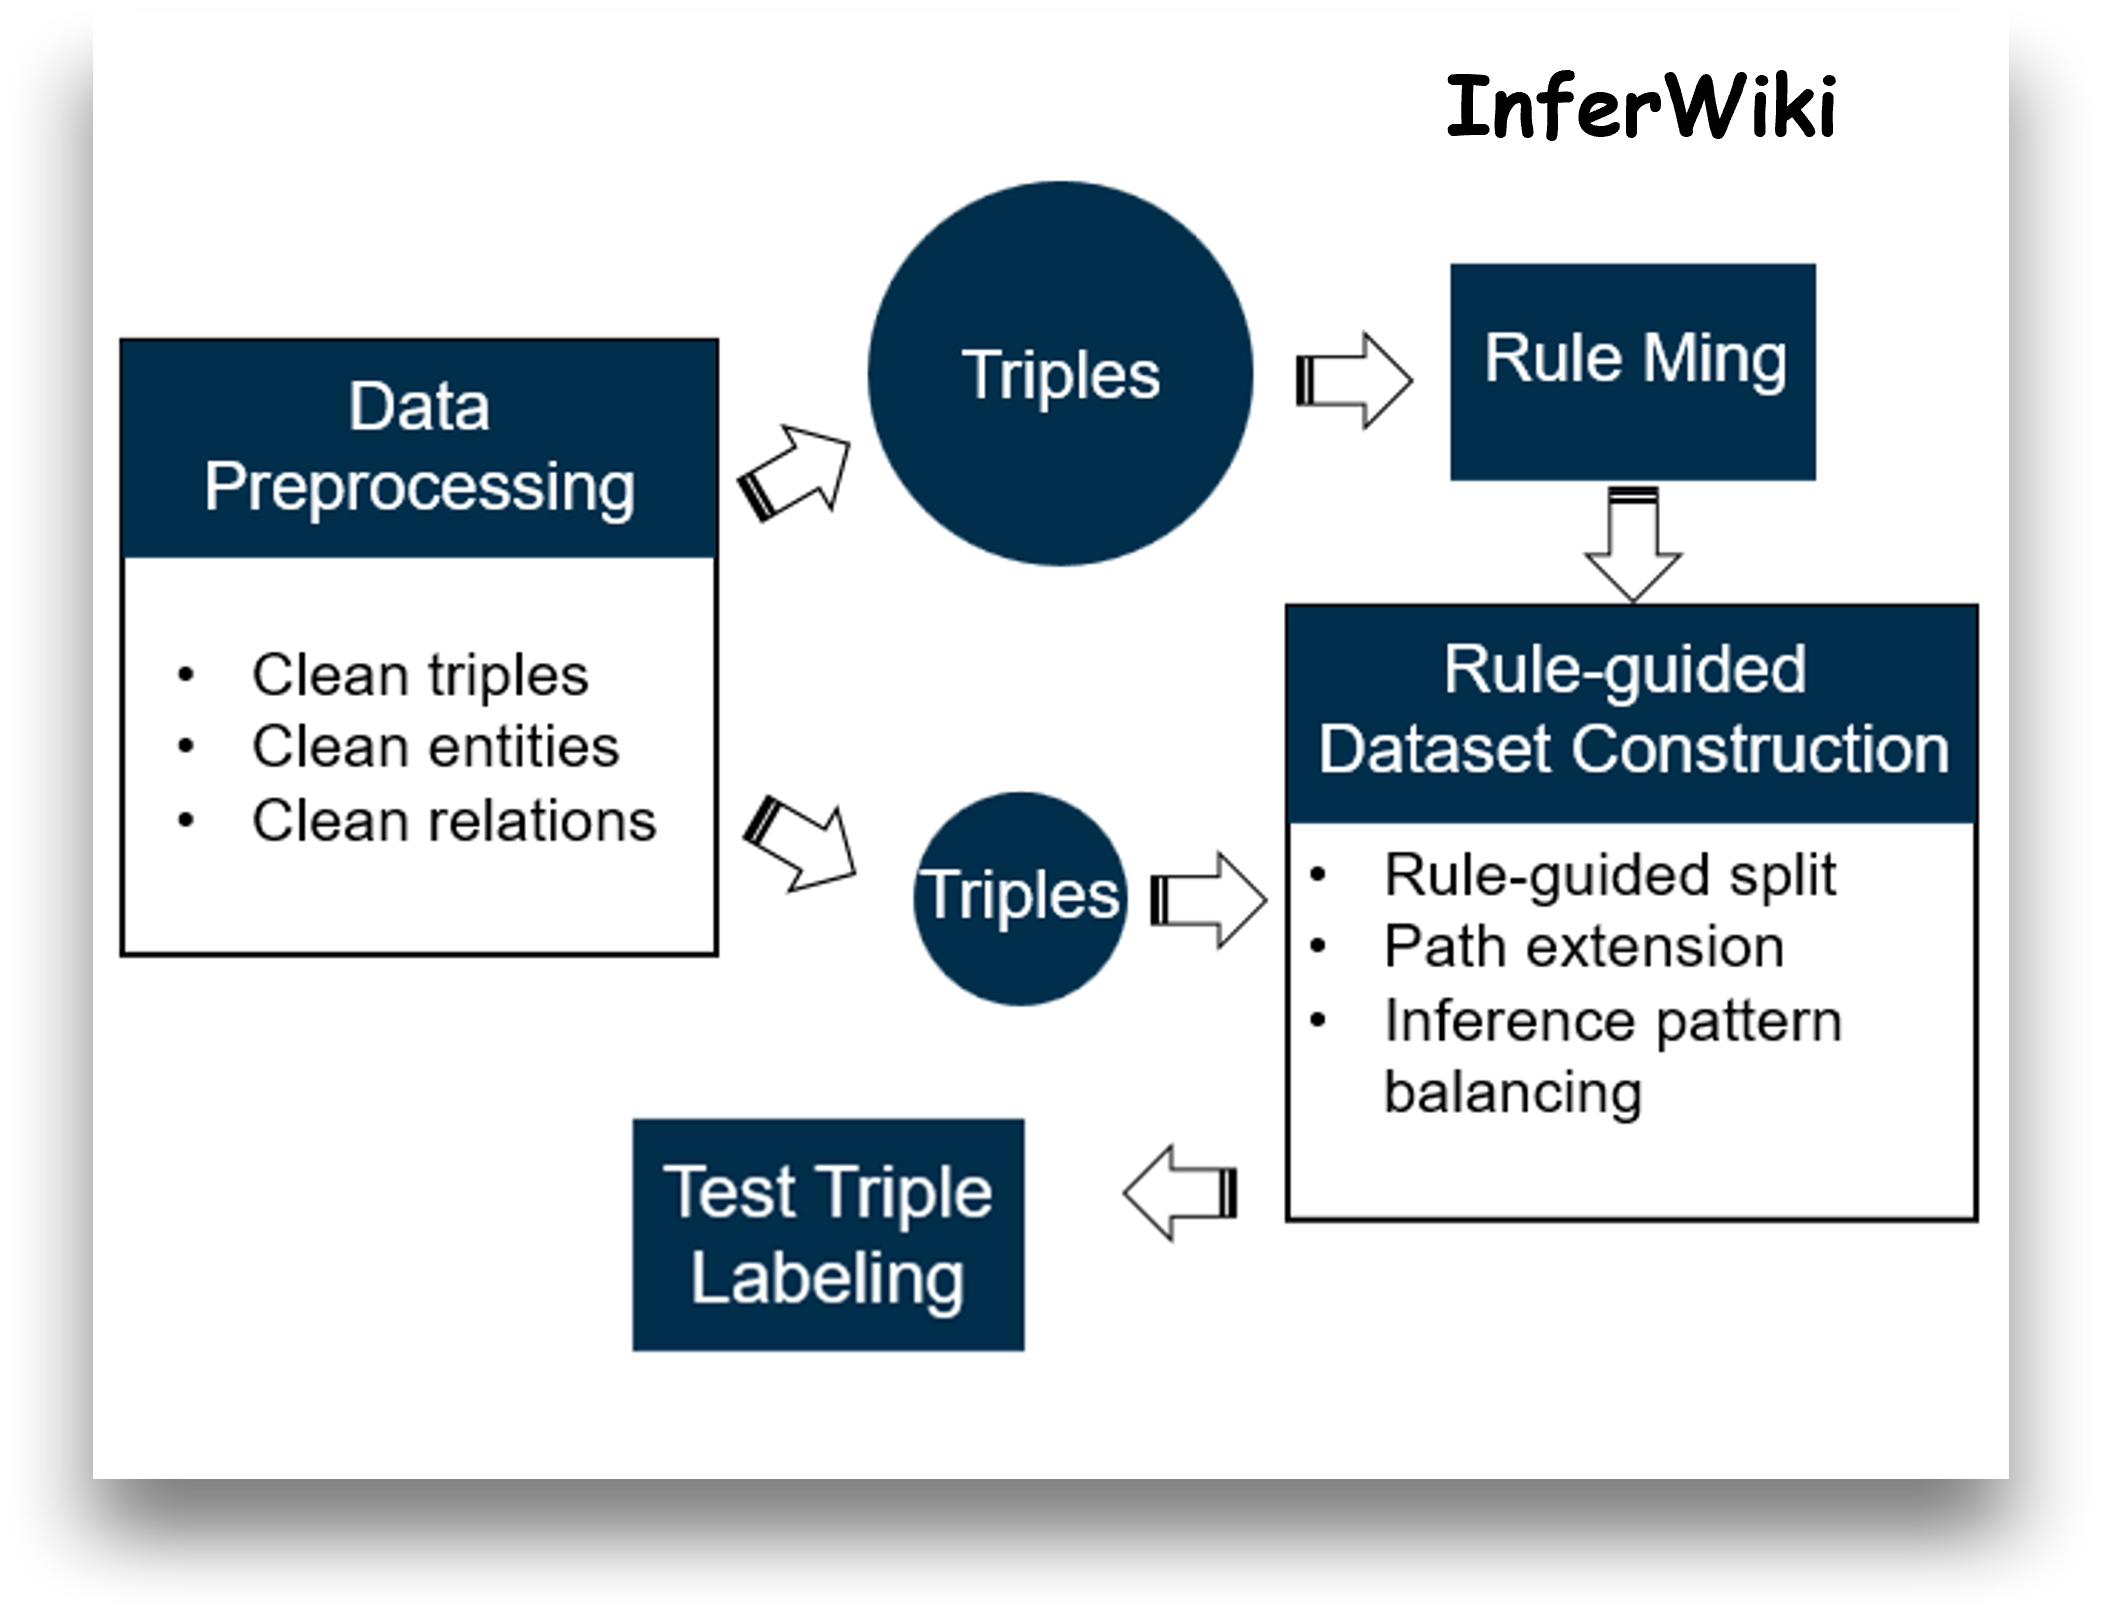 InferWiki
Data
Preprocessing
• Clean triples
• Clean entities
• Clean relations
Triples
Rule Ming
Triples
Rule-guided
Dataset Construction
• Rule-guided split
• Path extension
• Inference pattern
balancing
Test Triple
Labeling